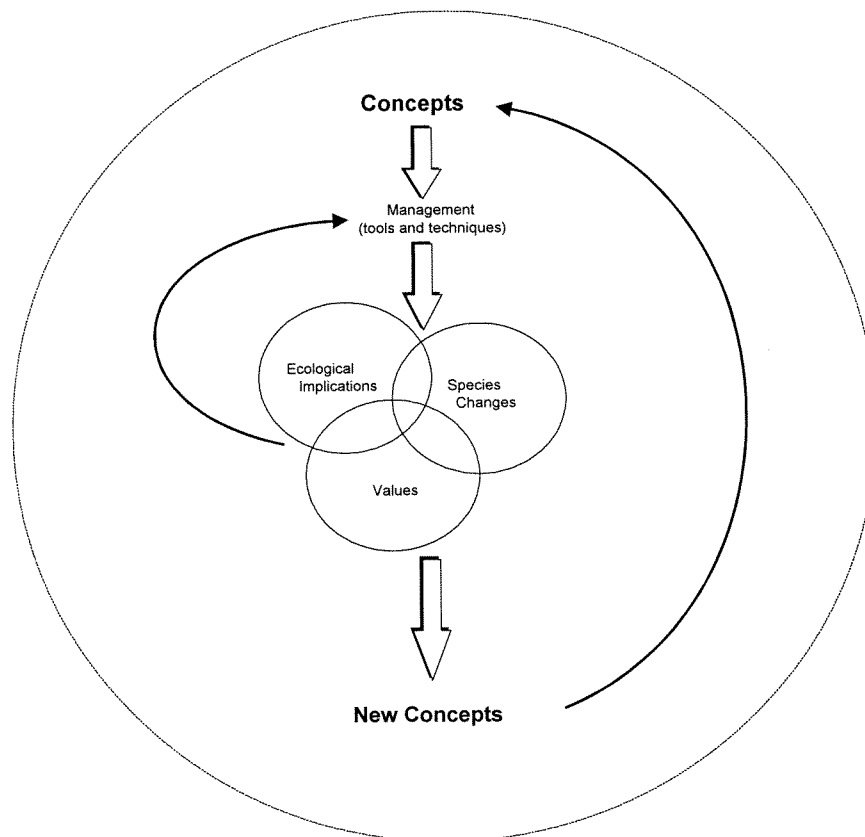 Concepts
Management
(tools and techniques)
Ecological
Implications
Species
Changes
Values
New Concepts